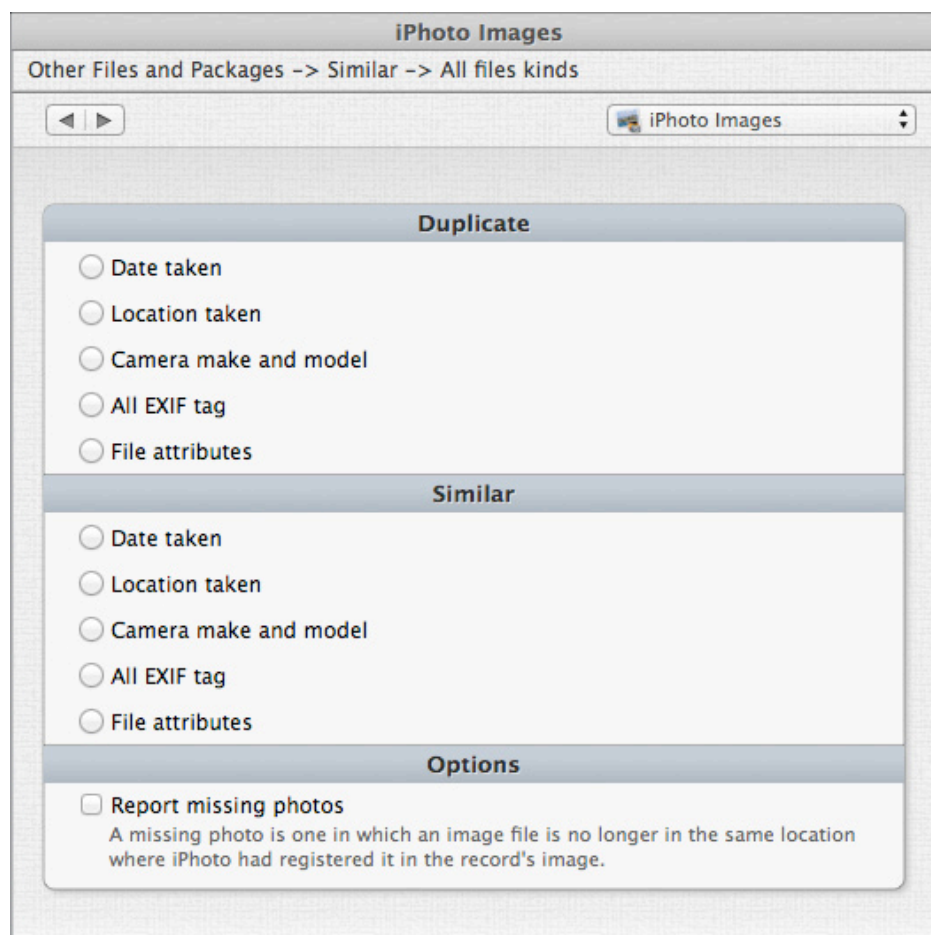 iPhoto Images
Other Files and Packages -> Similar -> All files kinds
iPhoto Images
Duplicate
Date taken
Location taken
Camera make and model
All EXIF tag
File attributes
Similar
Date taken
Location taken
Camera make and model
All EXIF tag
File attributes
Options
Report missing photos
A missing photo is one in which an image file is no longer in the same location
where iPhoto had registered it in the record's image.